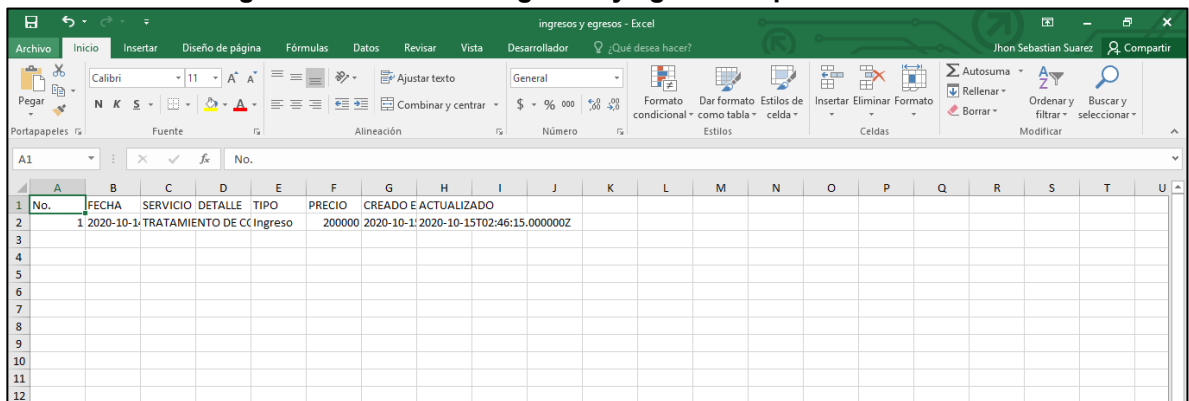 ingresos y egresos - Excel
Archivo Inicio Insertar Diseño de página Fórmulas Datos Revisar Vista Desarrollador ¿Qué desea hacer? Jhon Sebastian Suarez Compartir
Calibri 11 A A Ajustar texto General Autosuma
Pegar N K S A Combinar y centrar $ % 000 Formato condicional Dar formato como tabla Estilos de celda Insertar Eliminar Formato Rellenar Borrar Ordenar y filtrar Buscar y seleccionar
Portapapeles Fuente Alineación Número Estilos Celdas Modificar
A1 fx No.
A B C D E F G H I J K L M N O P Q R S T U
1 No. FECHA SERVICIO DETALLE TIPO PRECIO CREADO E ACTUALIZADO
2 1 2020-10-14 TRATAMIENTO DE CO Ingreso 200000 2020-10-15 2020-10-15T02:46:15.000000Z
3
4
5
6
7
8
9
10
11
12